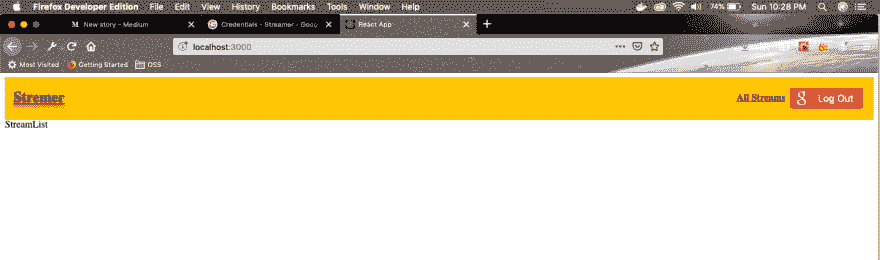 Firefox Developer Edition File Edit View History Bookmarks Tools Window Help 74% Sun 10:28 PM
New story – Medium Credentials - Streamer - Goog React App
localhost:3000
Most Visited Getting Started DSS
Stremer All Streams Log Out
StreamList